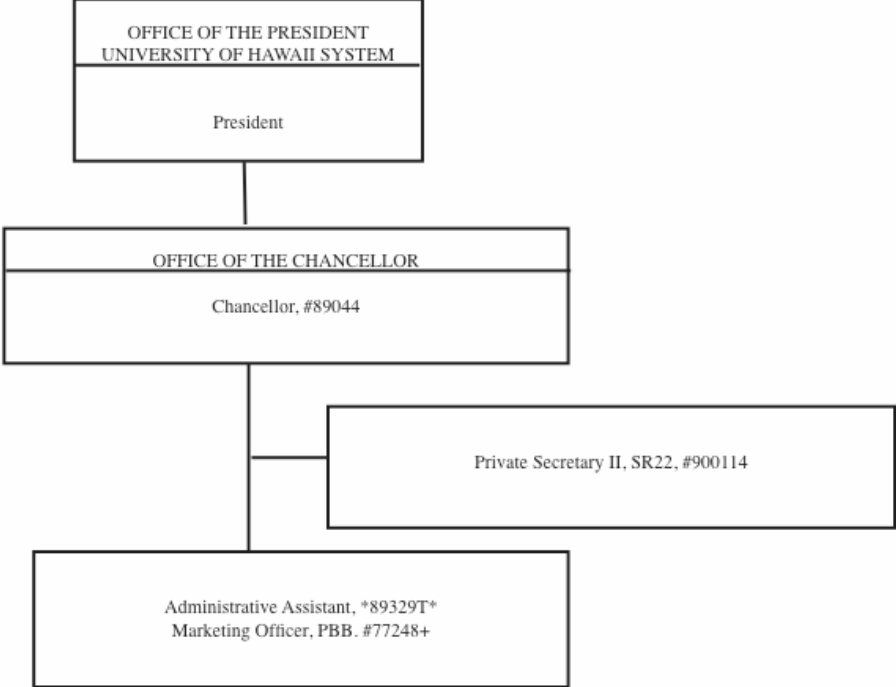 OFFICE OF THE PRESIDENT
UNIVERSITY OF HAWAII SYSTEM
President
OFFICE OF THE CHANCELLOR
Chancellor, #89044
Private Secretary II, SR22, #900114
Administrative Assistant, *89329T*
Marketing Officer, PBB. #77248+